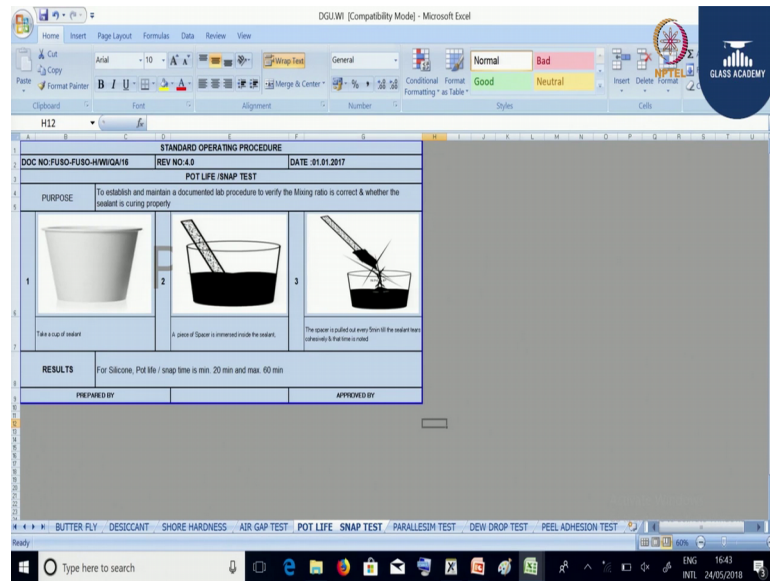 DGU.WI [Compatibility Mode] - Microsoft Excel
Home Insert Page Layout Formulas Data Review View
Cut
Copy
Format Painter
Paste
Clipboard
Arial
10
B I U
Font
Wrap Text
Merge & Center
Alignment
General
Number
Conditional Formatting
Format as Table
Normal
Bad
Good
Neutral
Styles
Insert Delete Format
Cells
NPTEL
GLASS ACADEMY
H12
fx
STANDARD OPERATING PROCEDURE
DOC NO:FUSO-FUSO-H/WI/QA/16 REV NO:4.0 DATE :01.01.2017
POT LIFE /SNAP TEST
PURPOSE
To establish and maintain a documented lab procedure to verify the Mixing ratio is correct & whether the
sealant is curing properly
1
2
3
Take a cup of sealant
A piece of Spacer is immersed inside the sealant.
The spacer is pulled out every 5min till the sealant tears
cohesively & that time is noted
RESULTS
For Silicone, Pot life / snap time is min. 20 min and max. 60 min
PREPARED BY APPROVED BY
BUTTER FLY DESICCANT SHORE HARDNESS AIR GAP TEST POT LIFE SNAP TEST PARALLESIM TEST DEW DROP TEST PEEL ADHESION TEST
Ready
60%
Type here to search
ENG
INTL
16:43
24/05/2018